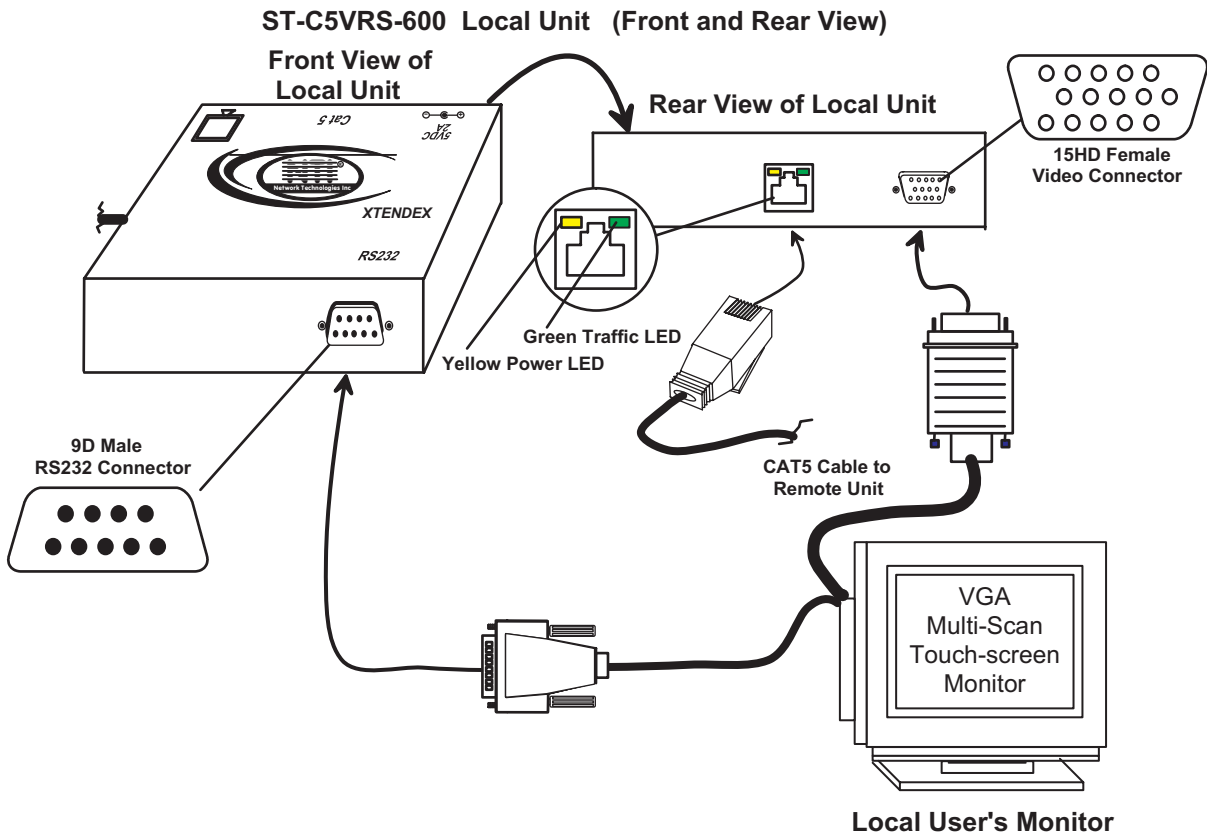 ST-C5VRS-600 Local Unit (Front and Rear View)
Front View of
Local Unit
Rear View of Local Unit
15HD Female
Video Connector
Cat 5
5VDC
2A
Network Technologies Inc
XTENDEX
RS232
Green Traffic LED
Yellow Power LED
9D Male
RS232 Connector
CAT5 Cable to
Remote Unit
VGA
Multi-Scan
Touch-screen
Monitor
Local User's Monitor